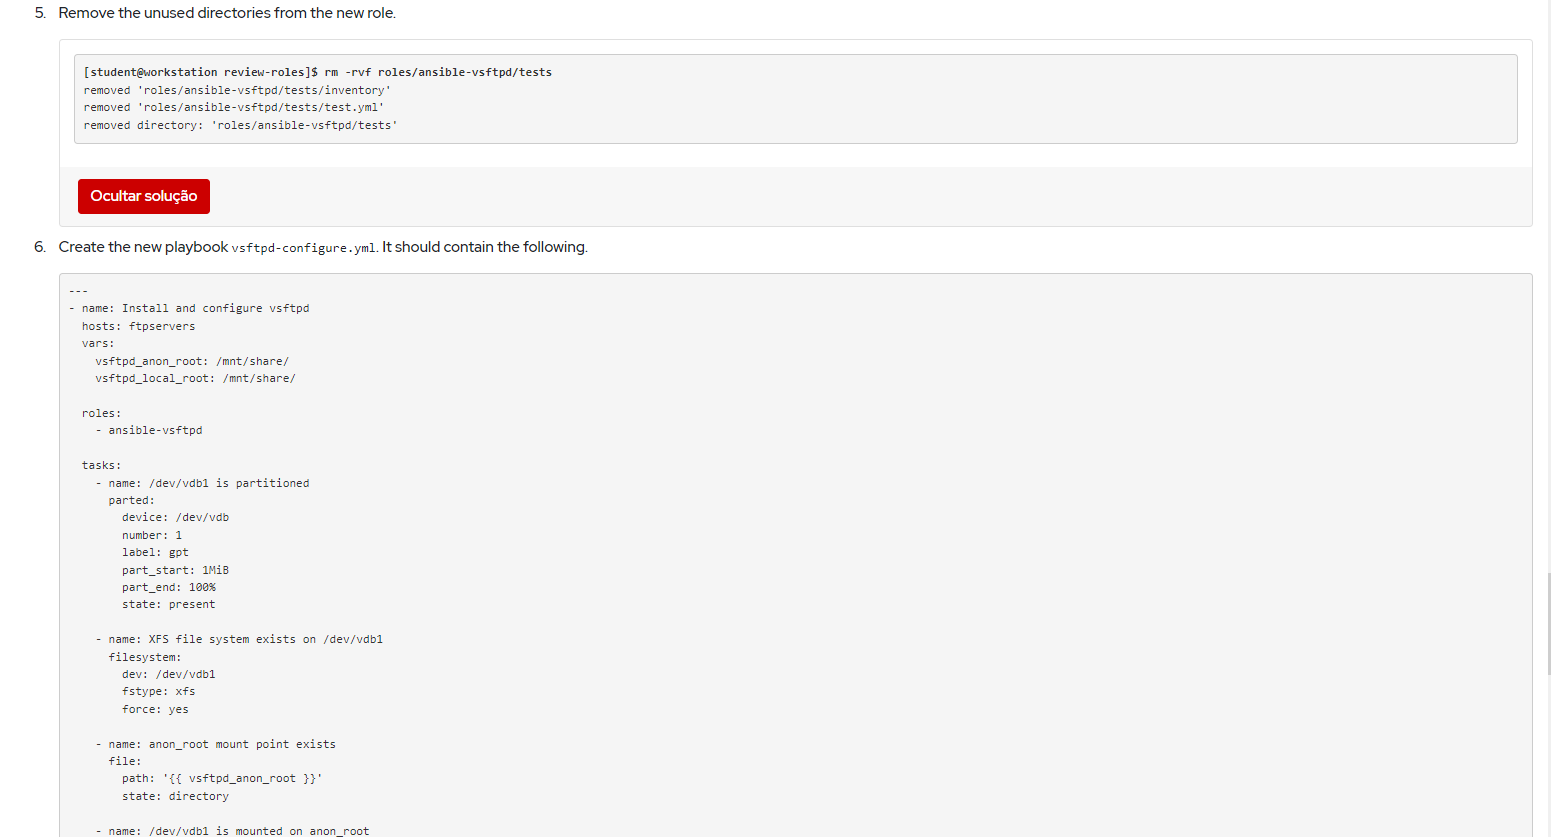 5. Remove the unused directories from the new role.
[student@workstation review-roles]$ rm -rvf roles/ansible-vsftpd/tests
removed 'roles/ansible-vsftpd/tests/inventory'
removed 'roles/ansible-vsftpd/tests/test.yml'
removed directory: 'roles/ansible-vsftpd/tests'
Ocultar solução
6. Create the new playbook vsftpd-configure.yml. It should contain the following.
---
- name: Install and configure vsftpd
  hosts: ftpservers
  vars:
    vsftpd_anon_root: /mnt/share/
    vsftpd_local_root: /mnt/share/
  roles:
    - ansible-vsftpd
  tasks:
    - name: /dev/vdb1 is partitioned
      parted:
        device: /dev/vdb
        number: 1
        label: gpt
        part_start: 1MiB
        part_end: 100%
        state: present
    - name: XFS file system exists on /dev/vdb1
      filesystem:
        dev: /dev/vdb1
        fstype: xfs
        force: yes
    - name: anon_root mount point exists
      file:
        path: '{{ vsftpd_anon_root }}'
        state: directory
    - name: /dev/vdb1 is mounted on anon_root